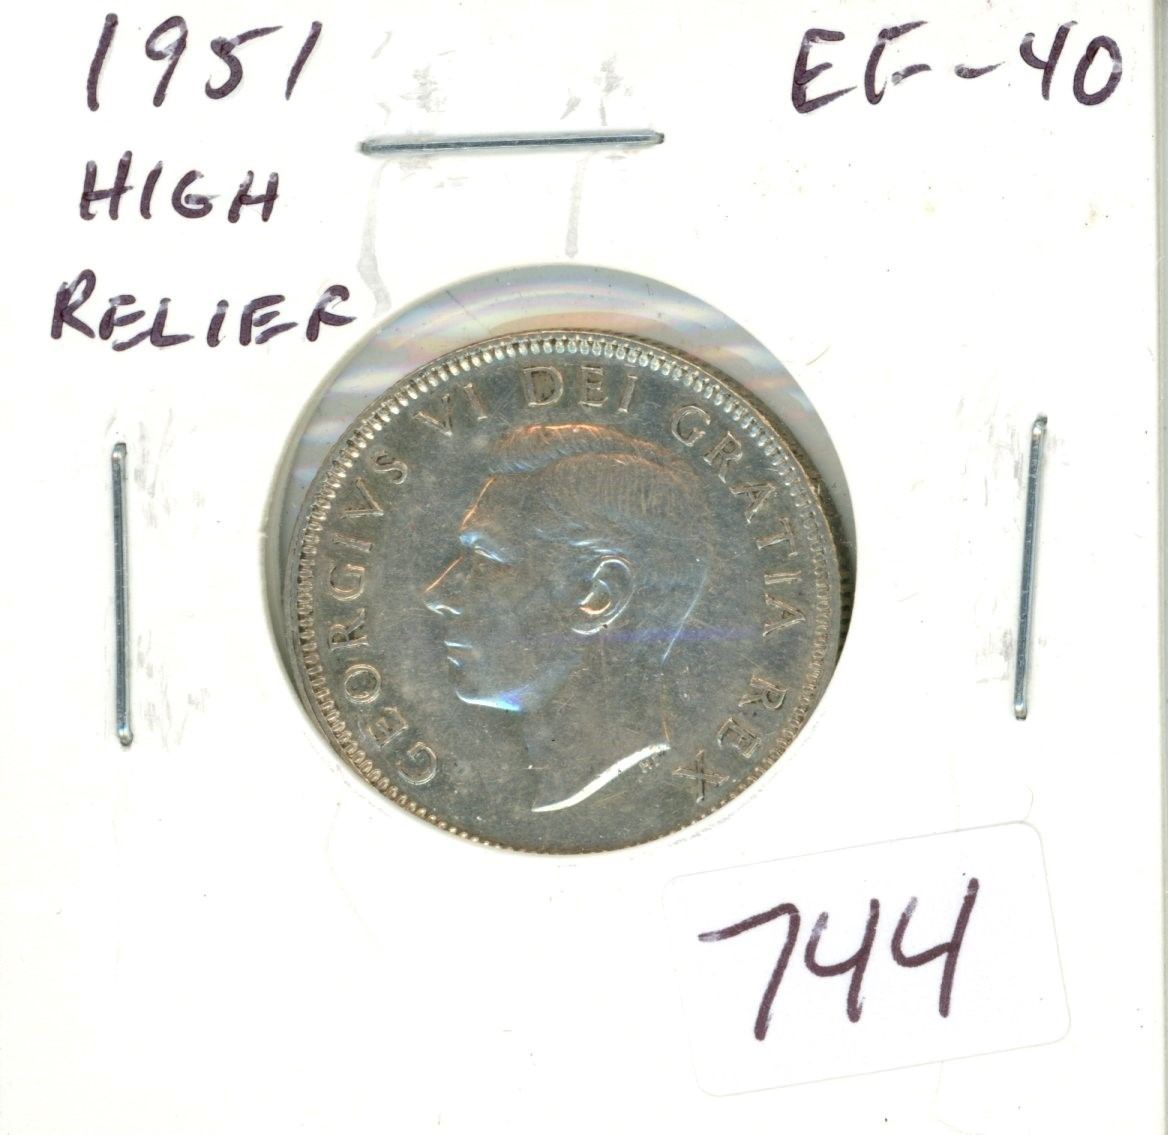 1951
EF-40
HIGH
RELIEF
GEORGIVS VI DEI GRATIA REX
744